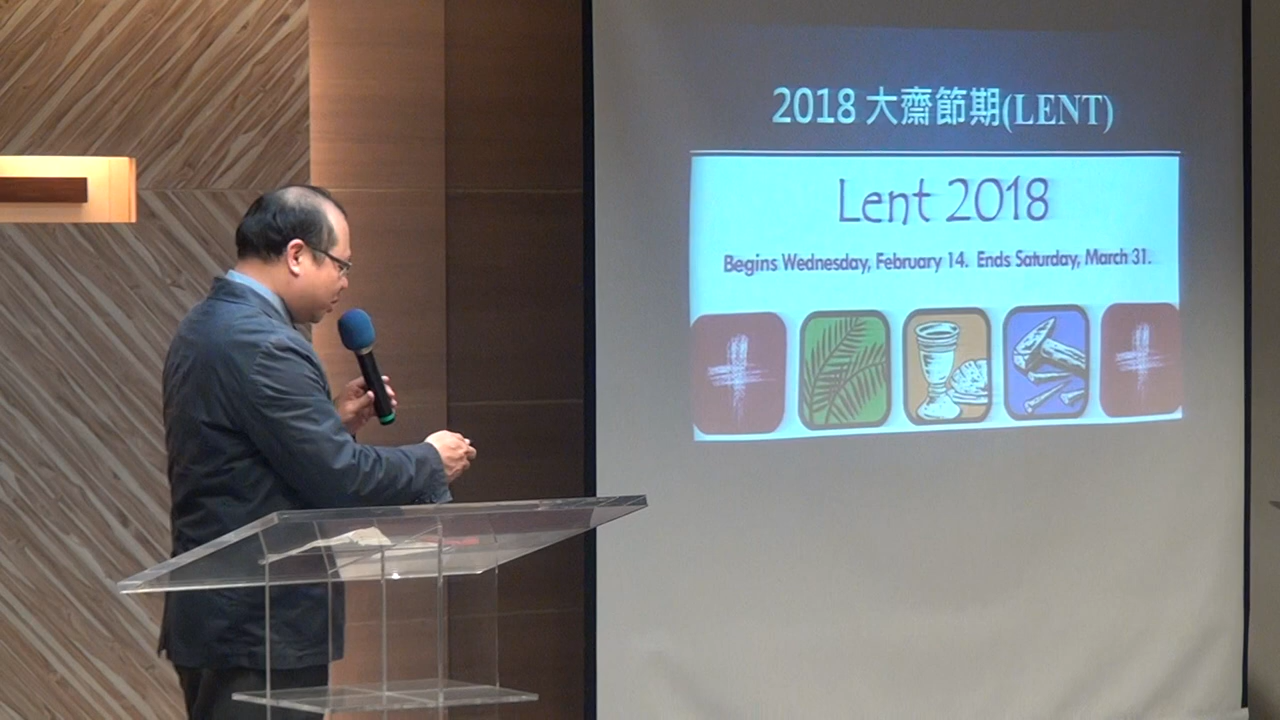 2018 大齋節期(LENT)
Lent 2018
Begins Wednesday, February 14. Ends Saturday, March 31.